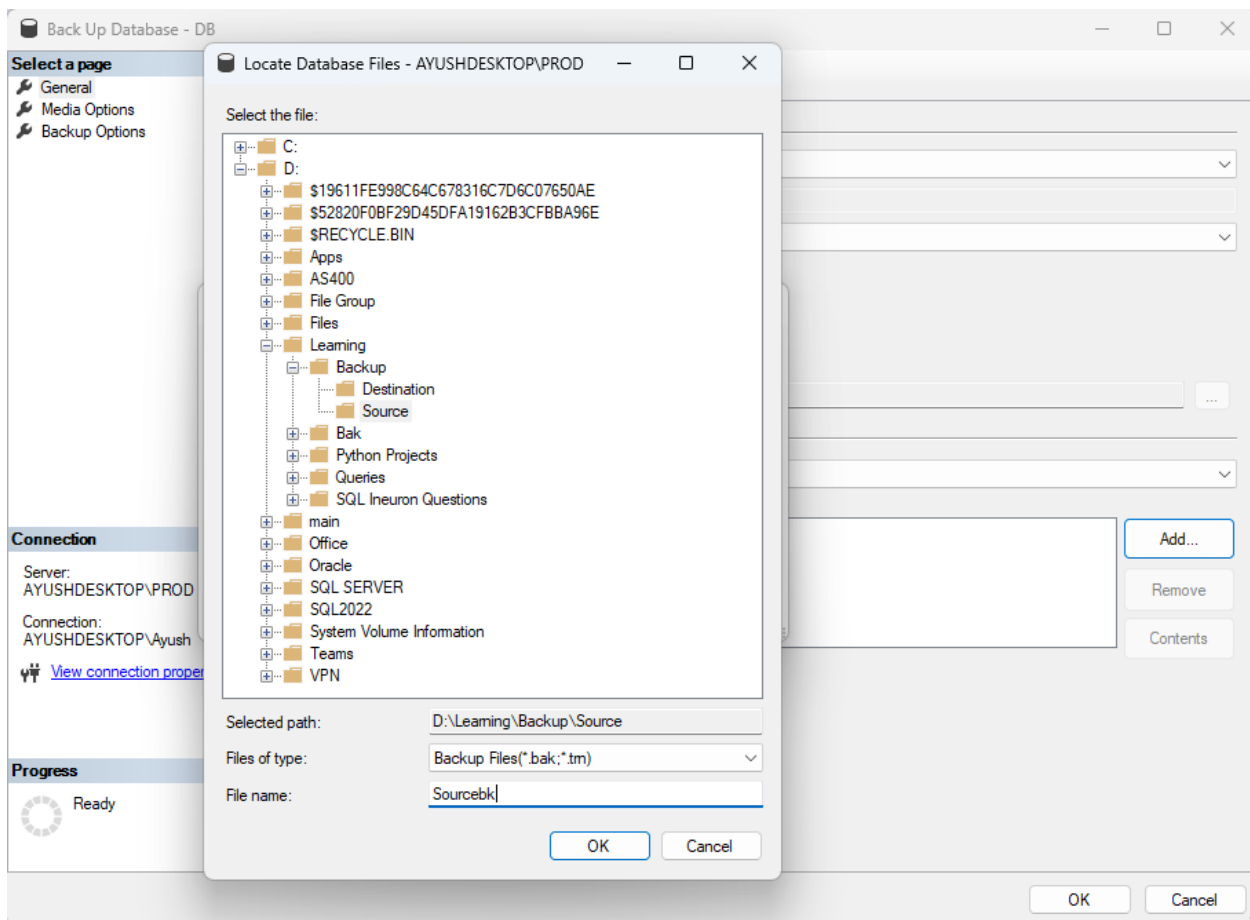 Back Up Database - DB
Select a page
General
Media Options
Backup Options
Locate Database Files - AYUSHDESKTOP\PROD
Select the file:
C:
D:
$19611FE998C64C678316C7D6C07650AE
$52820F0BF29D45DFA19162B3CFBBA96E
$RECYCLE.BIN
Apps
AS400
File Group
Files
Learning
Backup
Destination
Source
Bak
Python Projects
Queries
SQL Ineuron Questions
main
Office
Oracle
SQL SERVER
SQL2022
System Volume Information
Teams
VPN
Selected path: D:\Learning\Backup\Source
Files of type: Backup Files(*.bak;*.trn)
File name: Sourcebk
OK Cancel
Connection
Server:
AYUSHDESKTOP\PROD
Connection:
AYUSHDESKTOP\Ayush
View connection proper
Progress
Ready
...
Add...
Remove
Contents
OK Cancel